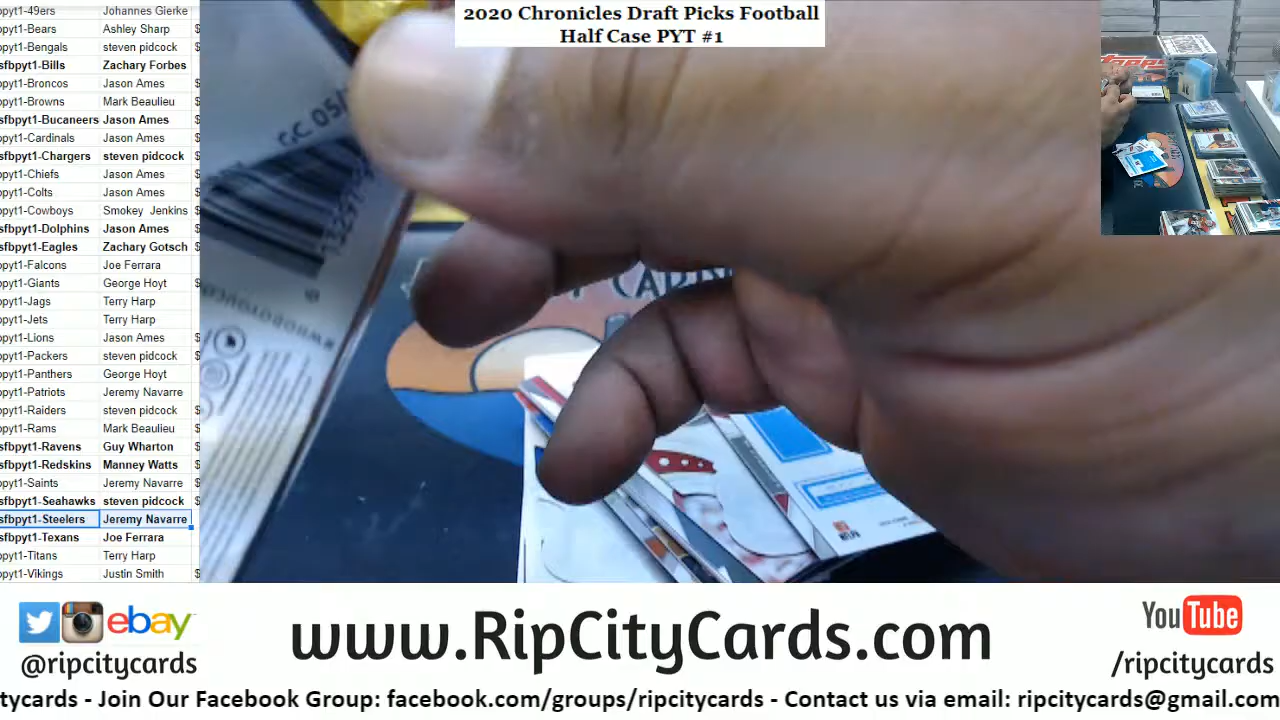 2020 Chronicles Draft Picks Football
Half Case PYT #1
pyt1-49ers Johannes Gierke
pyt1-Bears Ashley Sharp
pyt1-Bengals steven pidcock
sfbpyt1-Bills Zachary Forbes
pyt1-Broncos Jason Ames $
pyt1-Browns Mark Beaulieu
sfbpyt1-Bucaneers Jason Ames $
pyt1-Cardinals Jason Ames
sfbpyt1-Chargers steven pidcock $
pyt1-Chiefs Jason Ames
pyt1-Colts Jason Ames
pyt1-Cowboys Smokey Jenkins $
sfbpyt1-Dolphins Jason Ames
sfbpyt1-Eagles Zachary Gotsch $
pyt1-Falcons Joe Ferrara
pyt1-Giants George Hoyt $
pyt1-Jags Terry Harp
pyt1-Jets Terry Harp
pyt1-Lions Jason Ames $
pyt1-Packers steven pidcock $
pyt1-Panthers George Hoyt
pyt1-Patriots Jeremy Navarre
pyt1-Raiders steven pidcock $
pyt1-Rams Mark Beaulieu
sfbpyt1-Ravens Guy Wharton $
sfbpyt1-Redskins Manney Watts $
pyt1-Saints Jeremy Navarre
sfbpyt1-Seahawks steven pidcock $
sfbpyt1-Steelers Jeremy Navarre
sfbpyt1-Texans Joe Ferrara
pyt1-Titans Terry Harp
pyt1-Vikings Justin Smith $
GC 05/
Topps
ebay
@ripcitycards
www.RipCityCards.com
YouTube
/ripcitycards
tycards - Join Our Facebook Group: facebook.com/groups/ripcitycards - Contact us via email: ripcitycards@gmail.com